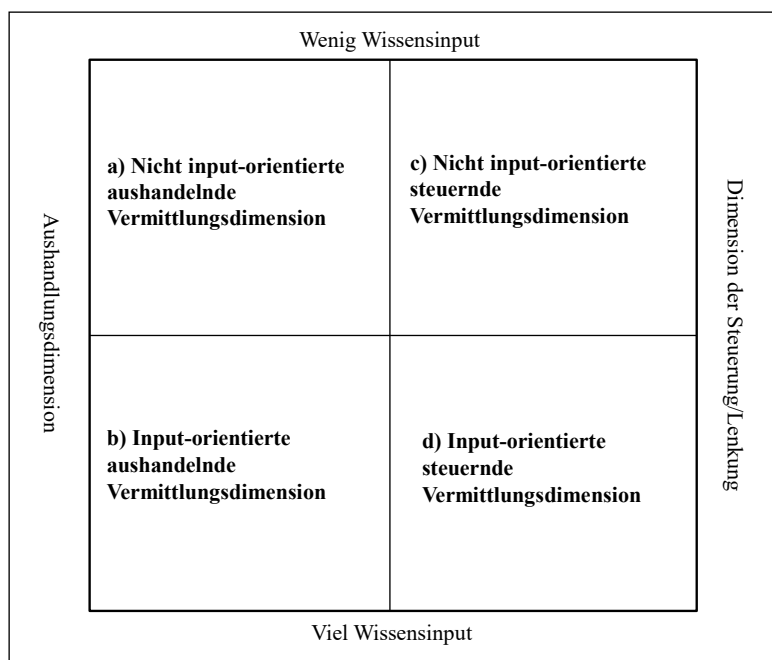 Wenig Wissensinput
a) Nicht input-orientierte
aushandelnde
Vermittlungsdimension
c) Nicht input-orientierte
steuernde
Vermittlungsdimension
Aushandlungsdimension
Dimension der Steuerung/Lenkung
b) Input-orientierte
aushandelnde
Vermittlungsdimension
d) Input-orientierte
steuernde
Vermittlungsdimension
Viel Wissensinput